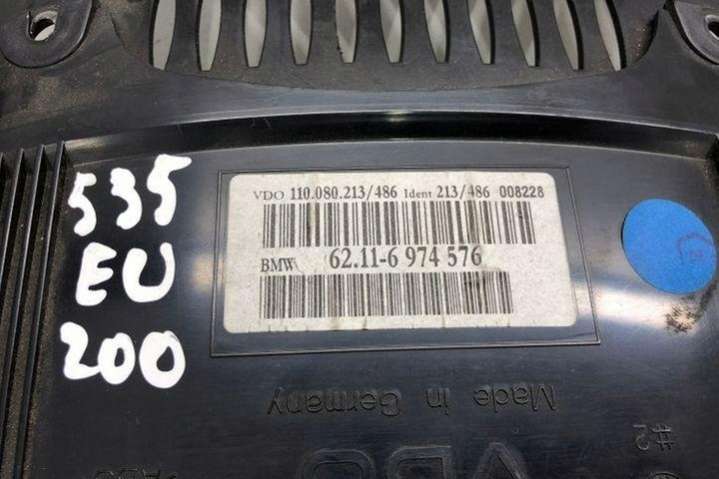 535
EU
200
VDO 110.080.213/486 Ident 213/486 008228
BMW 62.11-6 974 576
Made in Germany
VDO
#2